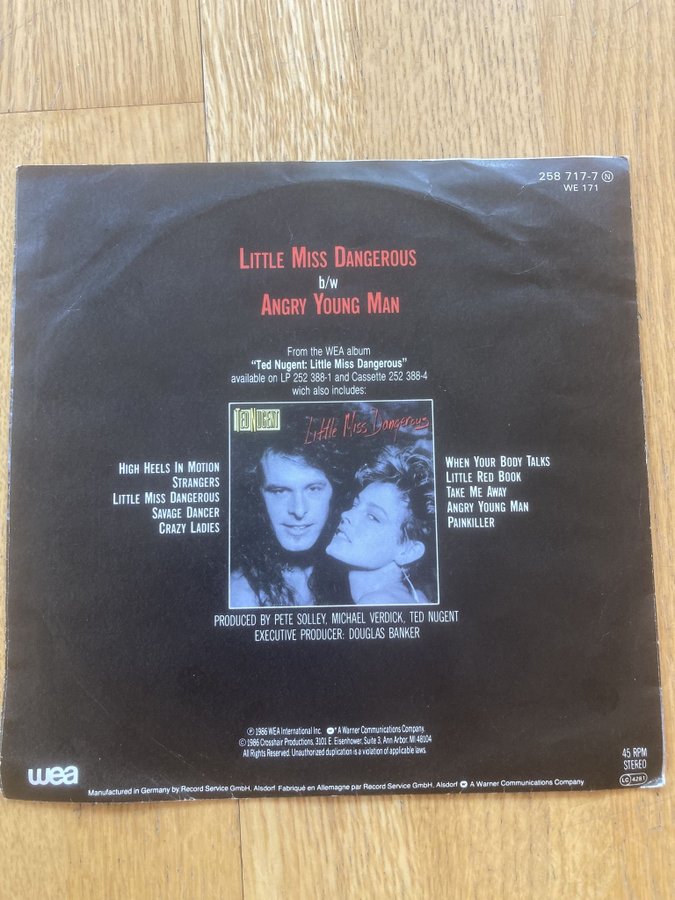 258 717-7 Ⓝ
WE 171
LITTLE MISS DANGEROUS
b/w
ANGRY YOUNG MAN
From the WEA album
"Ted Nugent: Little Miss Dangerous"
available on LP 252 388-1 and Cassette 252 388-4
wich also includes:
TED NUGENT
Little Miss Dangerous
HIGH HEELS IN MOTION
STRANGERS
LITTLE MISS DANGEROUS
SAVAGE DANCER
CRAZY LADIES
WHEN YOUR BODY TALKS
LITTLE RED BOOK
TAKE ME AWAY
ANGRY YOUNG MAN
PAINKILLER
PRODUCED BY PETE SOLLEY, MICHAEL VERDICK, TED NUGENT
EXECUTIVE PRODUCER: DOUGLAS BANKER
℗ 1986 WEA International Inc. A Warner Communications Company.
© 1986 Crosshair Productions, 3101 E. Eisenhower, Suite 3, Ann Arbor, MI 48104
All Rights Reserved. Unauthorized duplication is a violation of applicable laws.
45 RPM
STEREO
LC 4281
wea
Manufactured in Germany by Record Service GmbH, Alsdorf. Fabriqué en Allemagne par Record Service GmbH, Alsdorf A Warner Communications Company